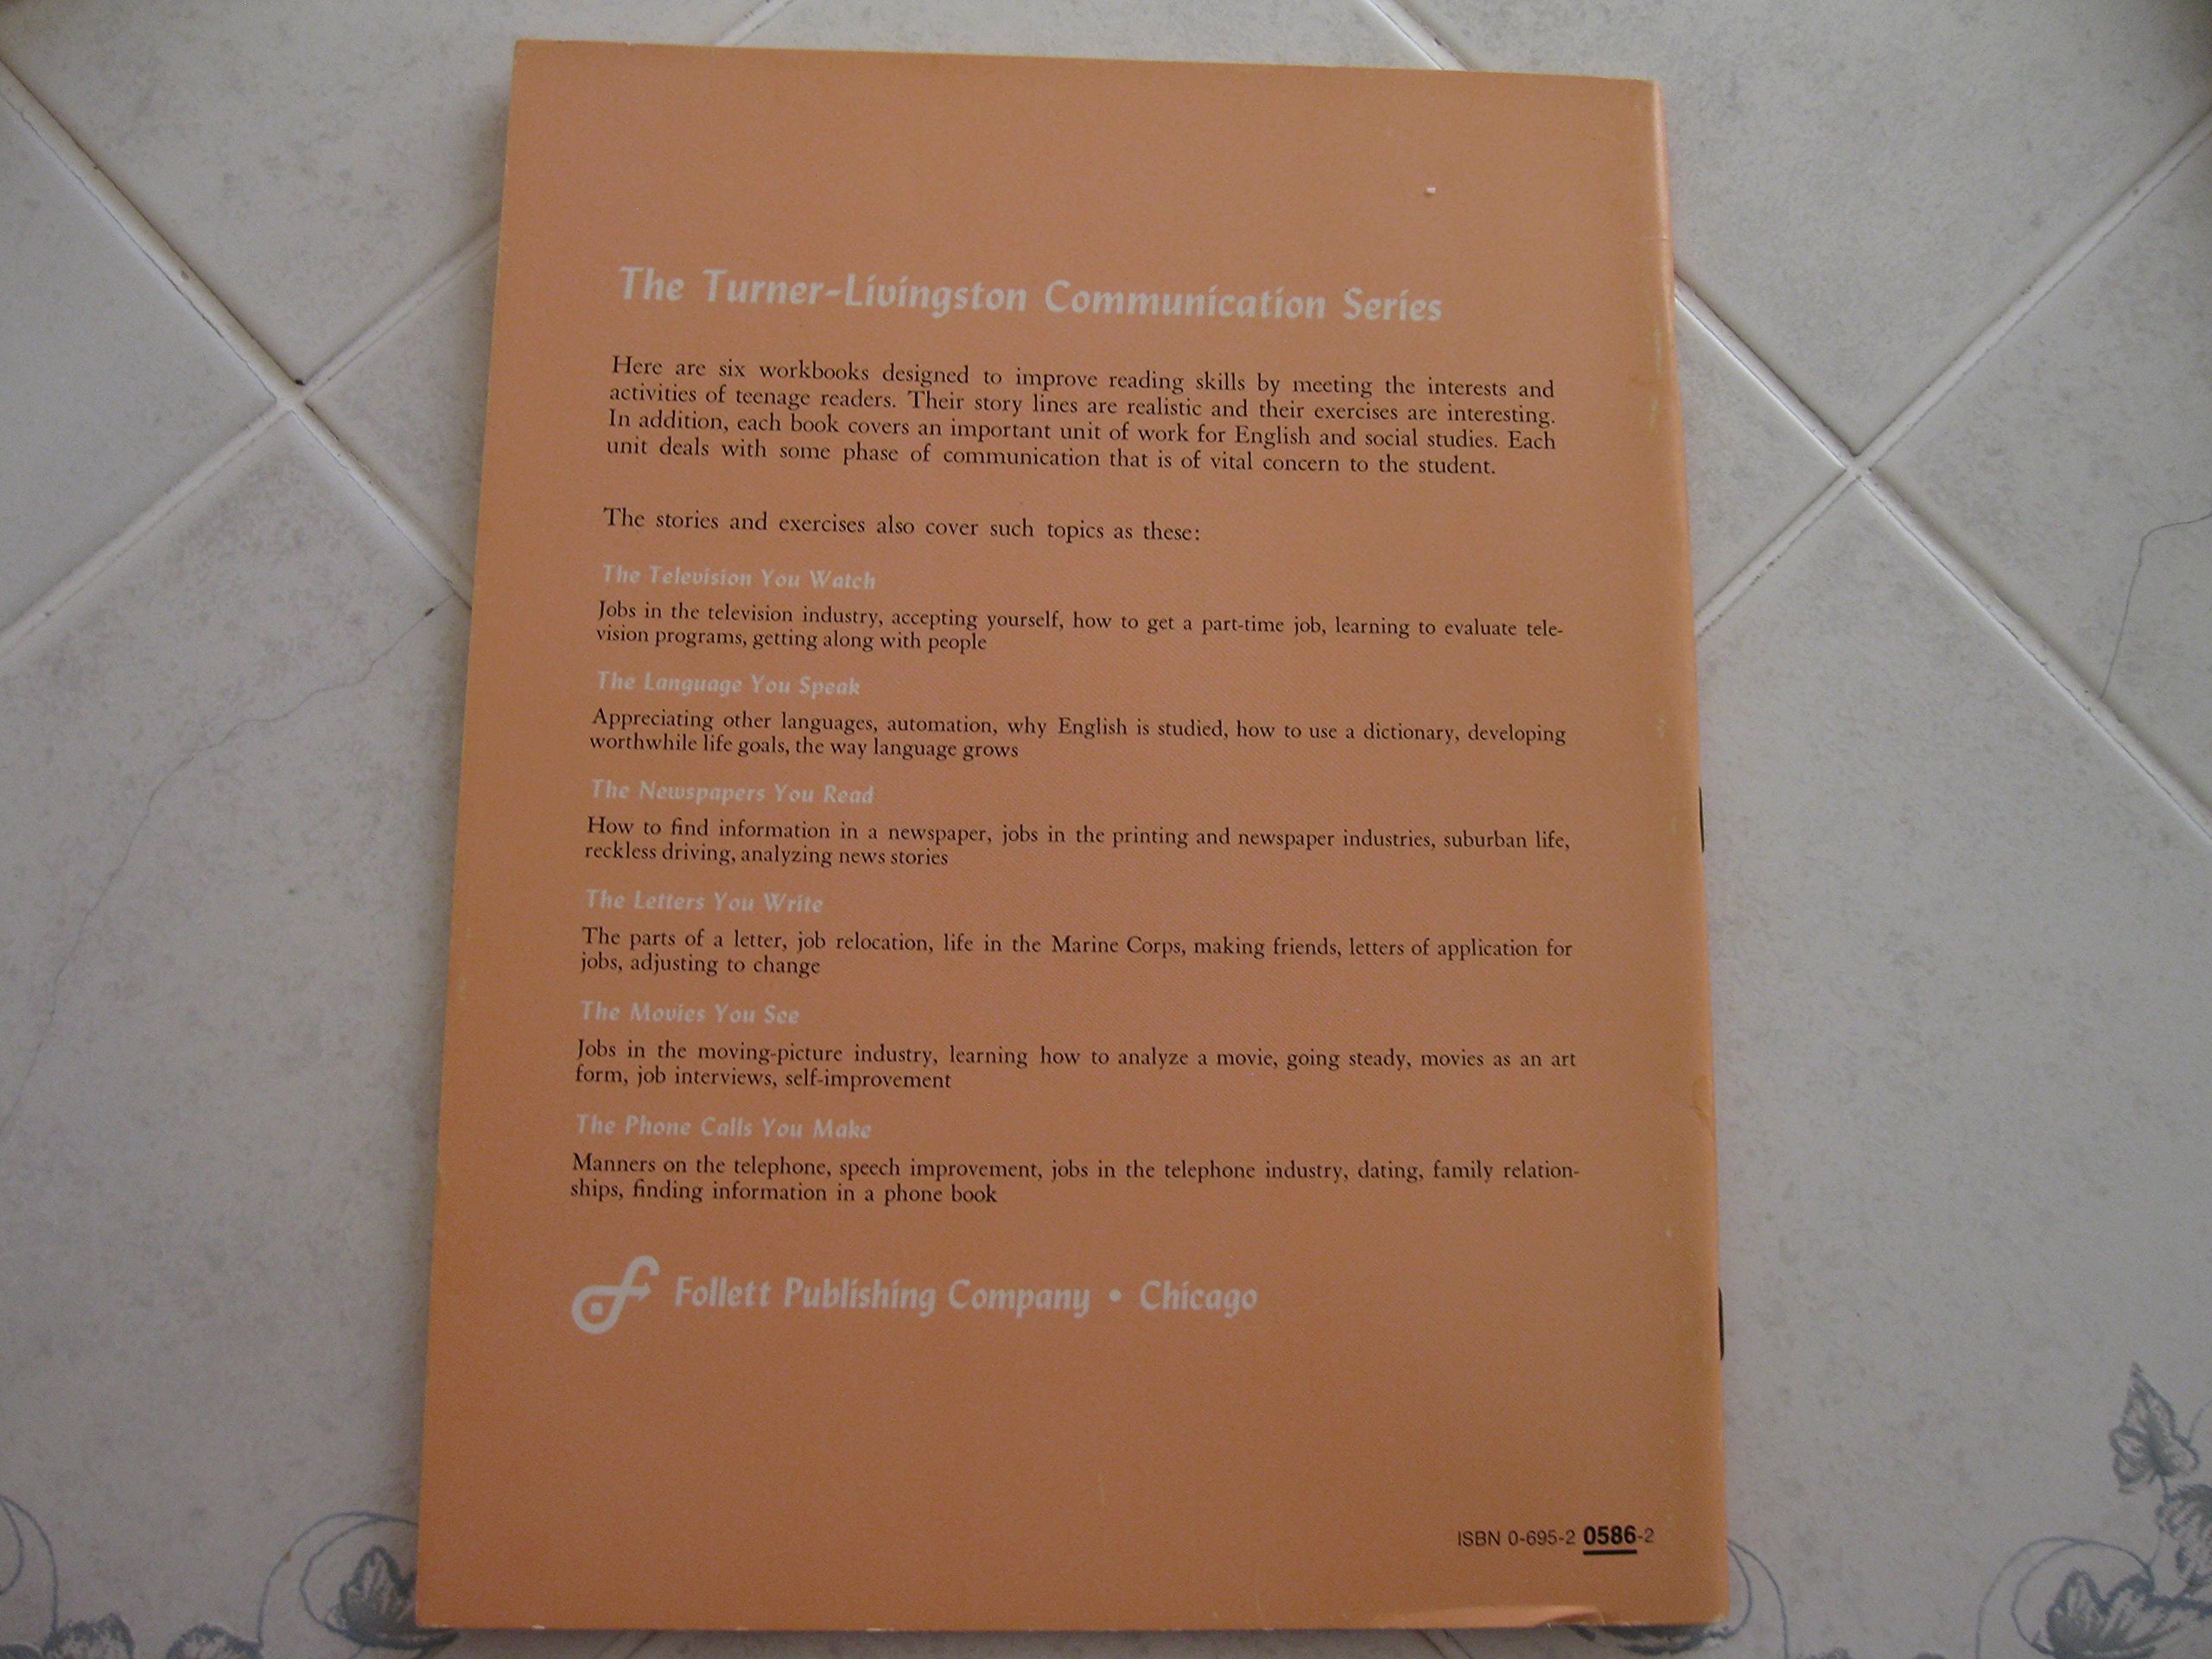 The Turner-Livingston Communication Series
Here are six workbooks designed to improve reading skills by meeting the interests and
activities of teenage readers. Their story lines are realistic and their exercises are interesting.
In addition, each book covers an important unit of work for English and social studies. Each
unit deals with some phase of communication that is of vital concern to the student.
The stories and exercises also cover such topics as these:
The Television You Watch
Jobs in the television industry, accepting yourself, how to get a part-time job, learning to evaluate tele-
vision programs, getting along with people
The Language You Speak
Appreciating other languages, automation, why English is studied, how to use a dictionary, developing
worthwhile life goals, the way language grows
The Newspapers You Read
How to find information in a newspaper, jobs in the printing and newspaper industries, suburban life,
reckless driving, analyzing news stories
The Letters You Write
The parts of a letter, job relocation, life in the Marine Corps, making friends, letters of application for
jobs, adjusting to change
The Movies You See
Jobs in the moving-picture industry, learning how to analyze a movie, going steady, movies as an art
form, job interviews, self-improvement
The Phone Calls You Make
Manners on the telephone, speech improvement, jobs in the telephone industry, dating, family relation-
ships, finding information in a phone book
Follett Publishing Company • Chicago
ISBN 0-695-2 0586-2